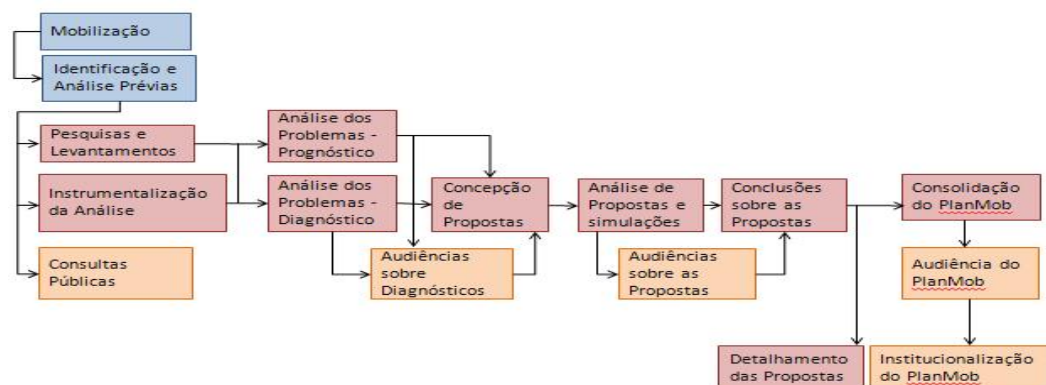 Mobilização
Identificação e
Análise Prévias
Pesquisas e
Levantamentos
Instrumentalização
da Análise
Consultas
Públicas
Análise dos
Problemas -
Prognóstico
Análise dos
Problemas -
Diagnóstico
Concepção
de
Propostas
Audiências
sobre
Diagnósticos
Análise de
Propostas e
simulações
Audiências
sobre as
Propostas
Conclusões
sobre as
Propostas
Consolidação
do PlanMob
Audiência do
PlanMob
Detalhamento
das Propostas
Institucionalização
do PlanMob